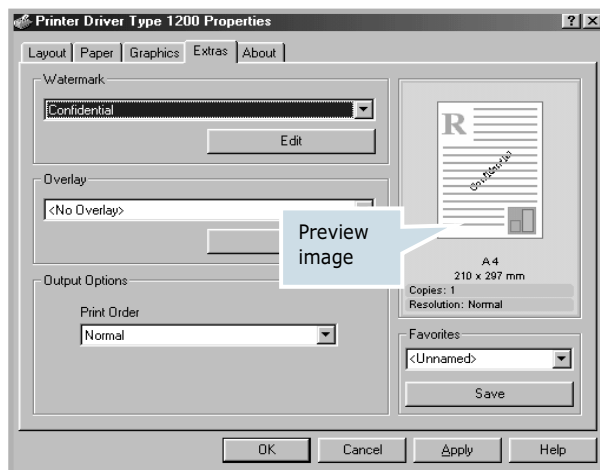 Printer Driver Type 1200 Properties
Layout Paper Graphics Extras About
Watermark
Confidential
Edit
Overlay
<No Overlay>
Output Options
Print Order
Normal
R
Confidential
Preview
image
A4
210 x 297 mm
Copies: 1
Resolution: Normal
Favorites
<Unnamed>
Save
OK Cancel Apply Help